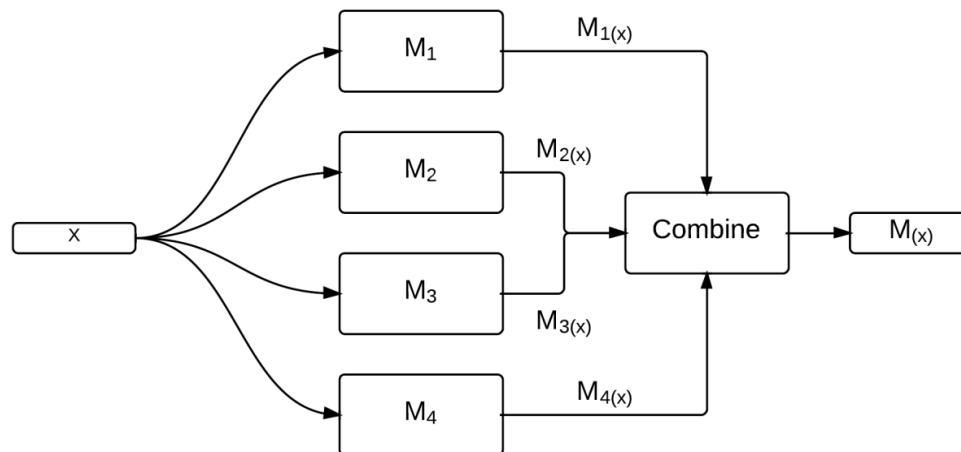 M1
M1(x)
M2
M2(x)
x
Combine
M(x)
M3
M3(x)
M4
M4(x)